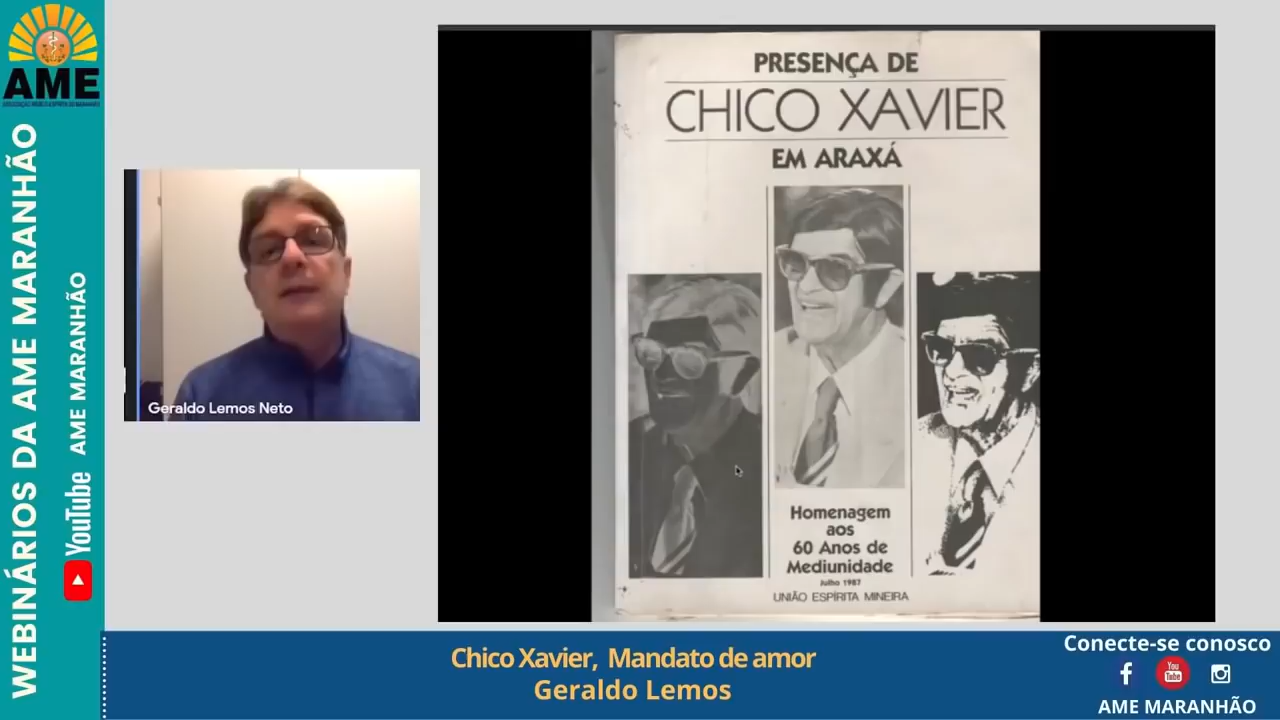 AME
WEBINÁRIOS DA AME MARANHÃO
YouTube AME MARANHÃO
Geraldo Lemos Neto
PRESENÇA DE
CHICO XAVIER
EM ARAXÁ
Homenagem
aos
60 Anos de
Mediunidade
Julho 1987
UNIÃO ESPÍRITA MINEIRA
Chico Xavier, Mandato de amor
Geraldo Lemos
Conecte-se conosco
You
Tube
AME MARANHÃO